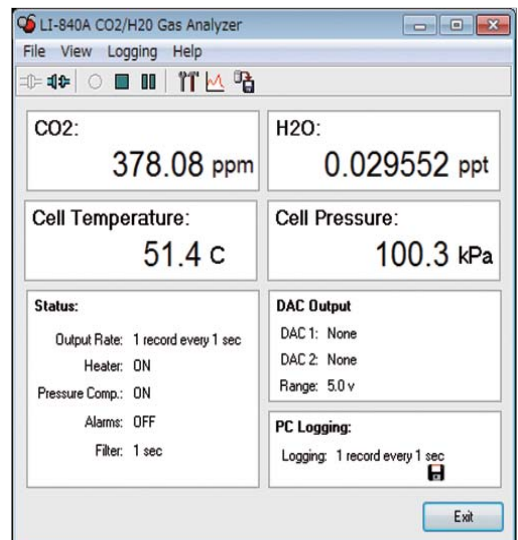 LI-840A CO2/H20 Gas Analyzer
File View Logging Help
CO2:
378.08 ppm
H2O:
0.029552 ppt
Cell Temperature:
51.4 C
Cell Pressure:
100.3 kPa
Status:
Output Rate: 1 record every 1 sec
Heater: ON
Pressure Comp.: ON
Alarms: OFF
Filter: 1 sec
DAC Output
DAC 1: None
DAC 2: None
Range: 5.0 v
PC Logging:
Logging: 1 record every 1 sec
Exit